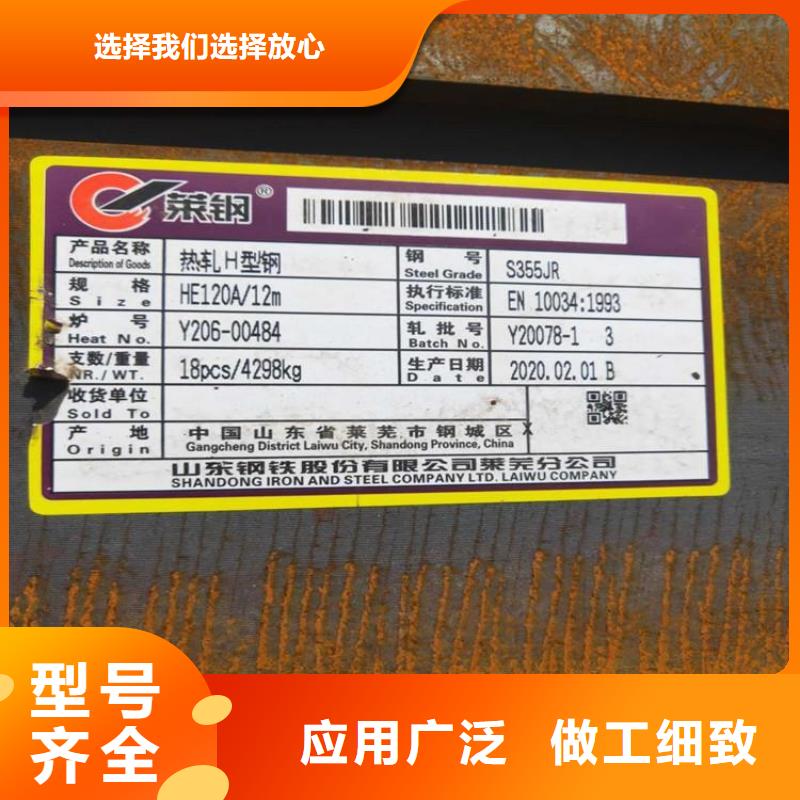 选择我们选择放心
莱钢®
产品名称 热轧H型钢 钢号 S355JR
Description of Goods Steel Grade
规格 HE120A/12m 执行标准 EN 10034:1993
Size Specification
炉号 Y206-00484 轧批号 Y20078-1 3
Heat No. Batch No.
支数/重量 18pcs/4298kg 生产日期 2020.02.01 B
NR./WT. Date
收货单位
Sold To
产地 中国山东省莱芜市钢城区 X
Origin Gangcheng District Laiwu City, Shandong Province, China
山东钢铁股份有限公司莱芜分公司
SHANDONG IRON AND STEEL COMPANY LTD. LAIWU COMPANY
型号
齐全
应用广泛 做工细致